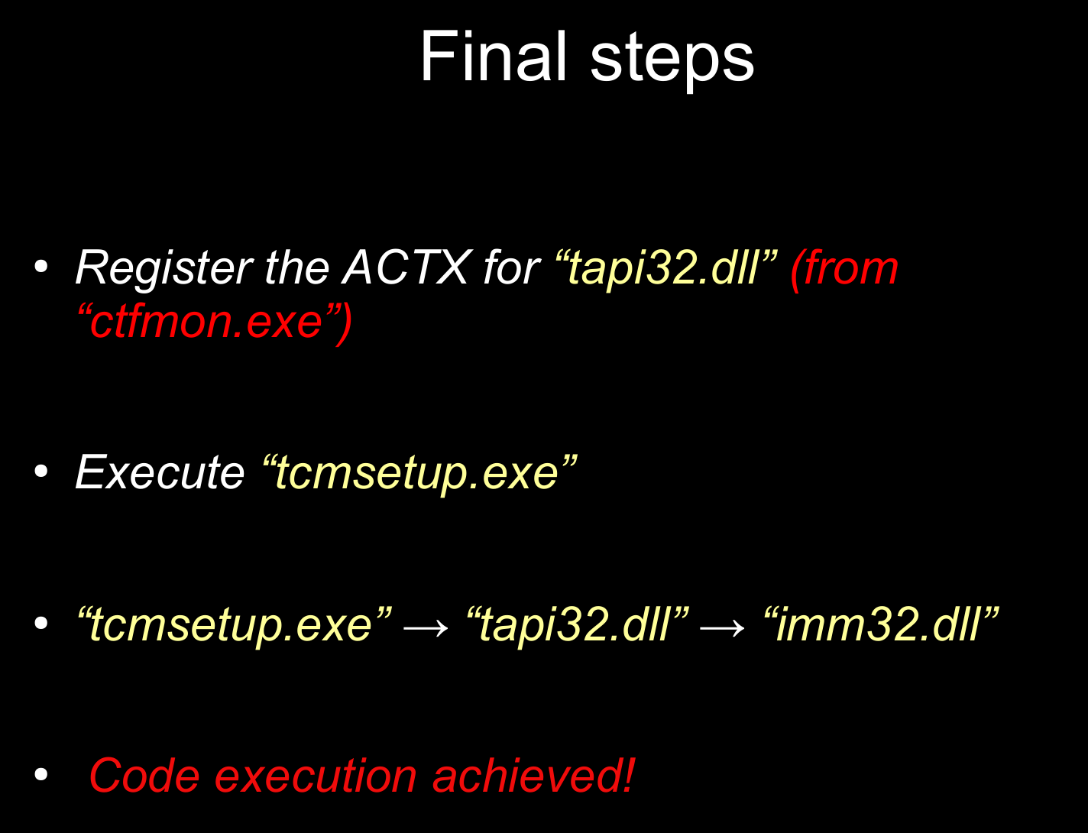 Final steps
• Register the ACTX for “tapi32.dll” (from
“ctfmon.exe”)
• Execute “tcmsetup.exe”
• “tcmsetup.exe” → “tapi32.dll” → “imm32.dll”
• Code execution achieved!